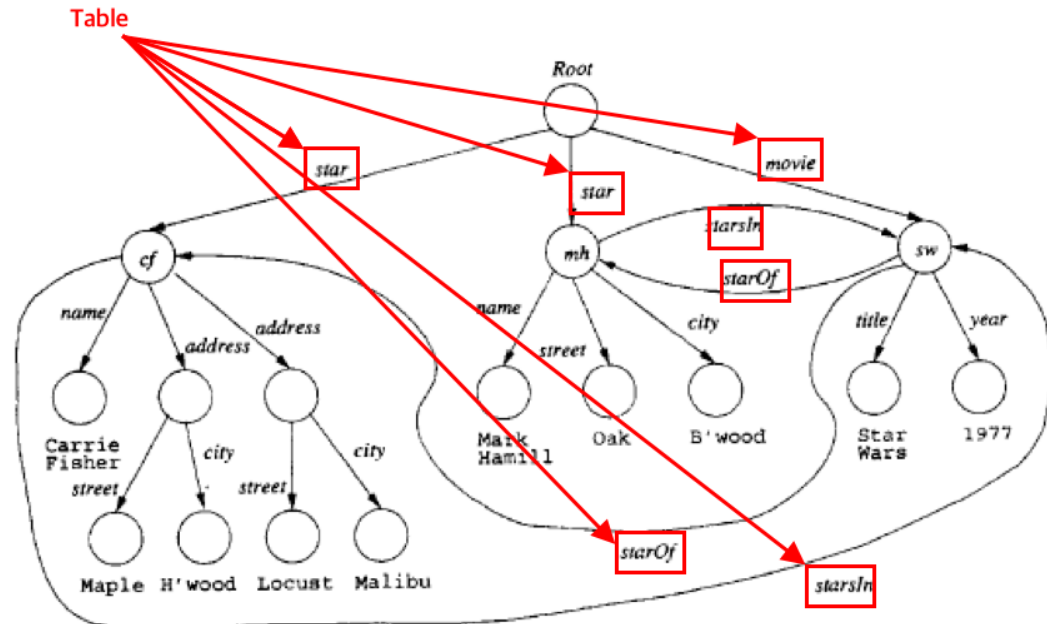 Table
Root
star
star
movie
starsIn
cf
mh
sw
starOf
name
address
address
name
street
city
title
year
Carrie
Fisher
Mark
Hamill
Oak
B'wood
Star
Wars
1977
street
city
street
city
starOf
Maple
H'wood
Locust
Malibu
starsIn